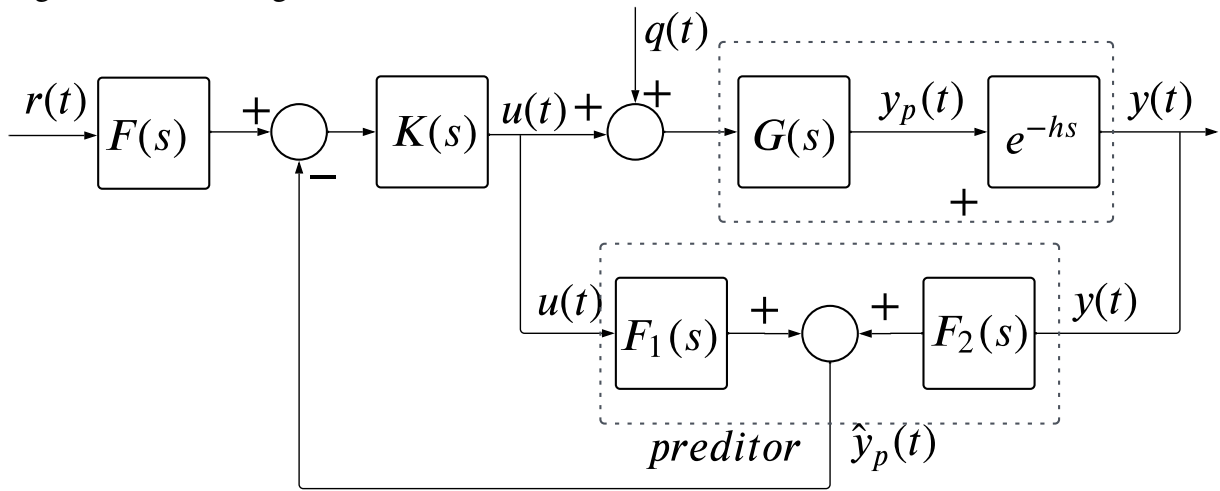 q(t)
r(t)
F(s)
+
−
K(s)
u(t)
+
+
G(s)
y_p(t)
e^{-hs}
y(t)
+
u(t)
F_1(s)
+
+
F_2(s)
y(t)
preditor
ŷ_p(t)